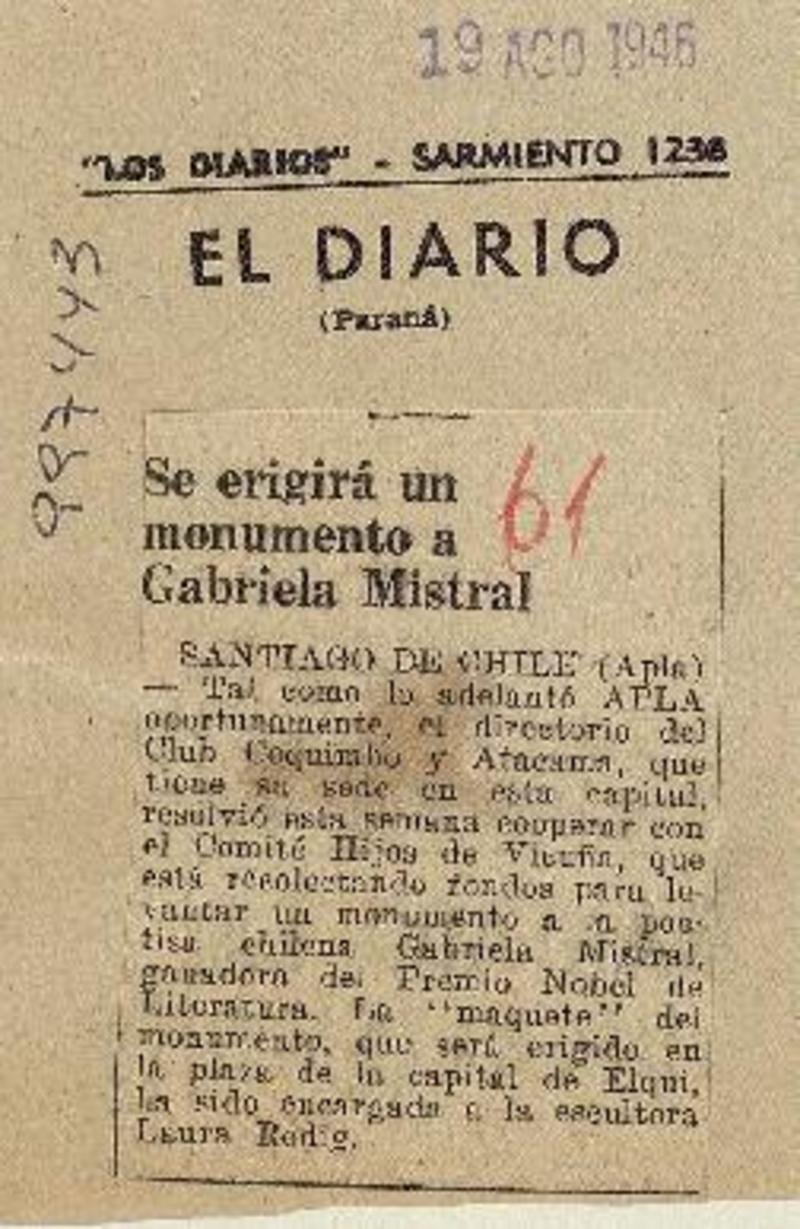 19 AGO 1946
"LOS DIARIOS" - SARMIENTO 1236
EL DIARIO
(Paraná)
997443
Se erigirá un
monumento a
Gabriela Mistral
61
SANTIAGO DE CHILE (Apla)
— Tal como lo adelantó APLA
oportunamente, el directorio del
Club Coquimbo y Atacama, que
tiene su sede en esta capital,
resolvió esta semana cooperar con
el Comité Hijos de Vicuña, que
está recolectando fondos para le-
vantar un monumento a la poe-
tisa chilena Gabriela Mistral,
ganadora del Premio Nobel de
Literatura. La "maquete" del
monumento, que será erigido en
la plaza de la capital de Elqui,
ha sido encargada a la escultora
Laura Rodig.